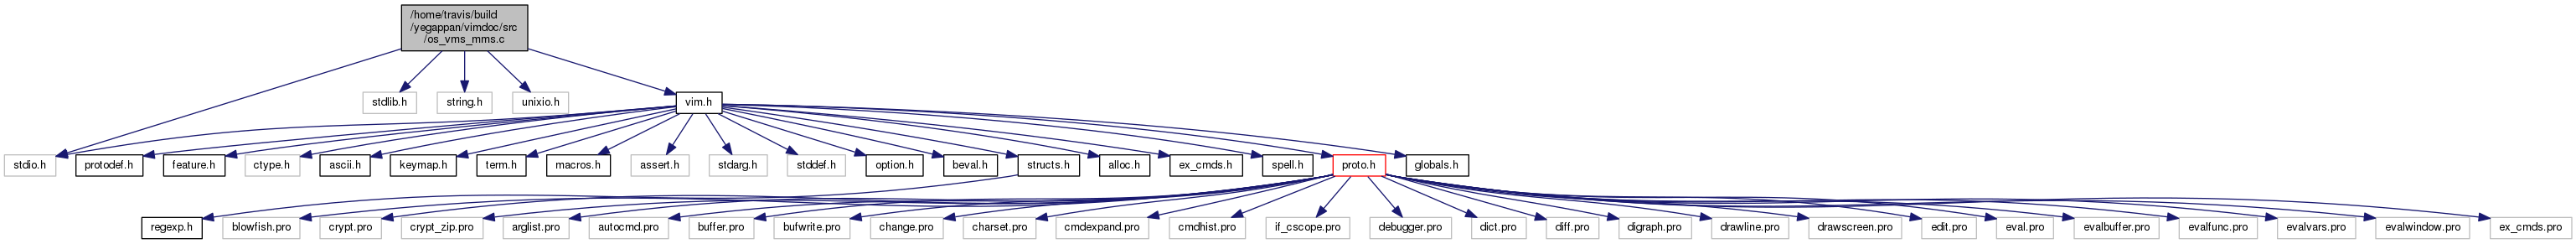 /home/travis/build
/yegappan/vimdoc/src
/os_vms_mms.c
stdlib.h
string.h
unixio.h
vim.h
stdio.h
protodef.h
feature.h
ctype.h
ascii.h
keymap.h
term.h
macros.h
assert.h
stdarg.h
stddef.h
option.h
beval.h
structs.h
alloc.h
ex_cmds.h
spell.h
proto.h
globals.h
regexp.h
blowfish.pro
crypt.pro
crypt_zip.pro
arglist.pro
autocmd.pro
buffer.pro
bufwrite.pro
change.pro
charset.pro
cmdexpand.pro
cmdhist.pro
if_cscope.pro
debugger.pro
dict.pro
diff.pro
digraph.pro
drawline.pro
drawscreen.pro
edit.pro
eval.pro
evalbuffer.pro
evalfunc.pro
evalvars.pro
evalwindow.pro
ex_cmds.pro